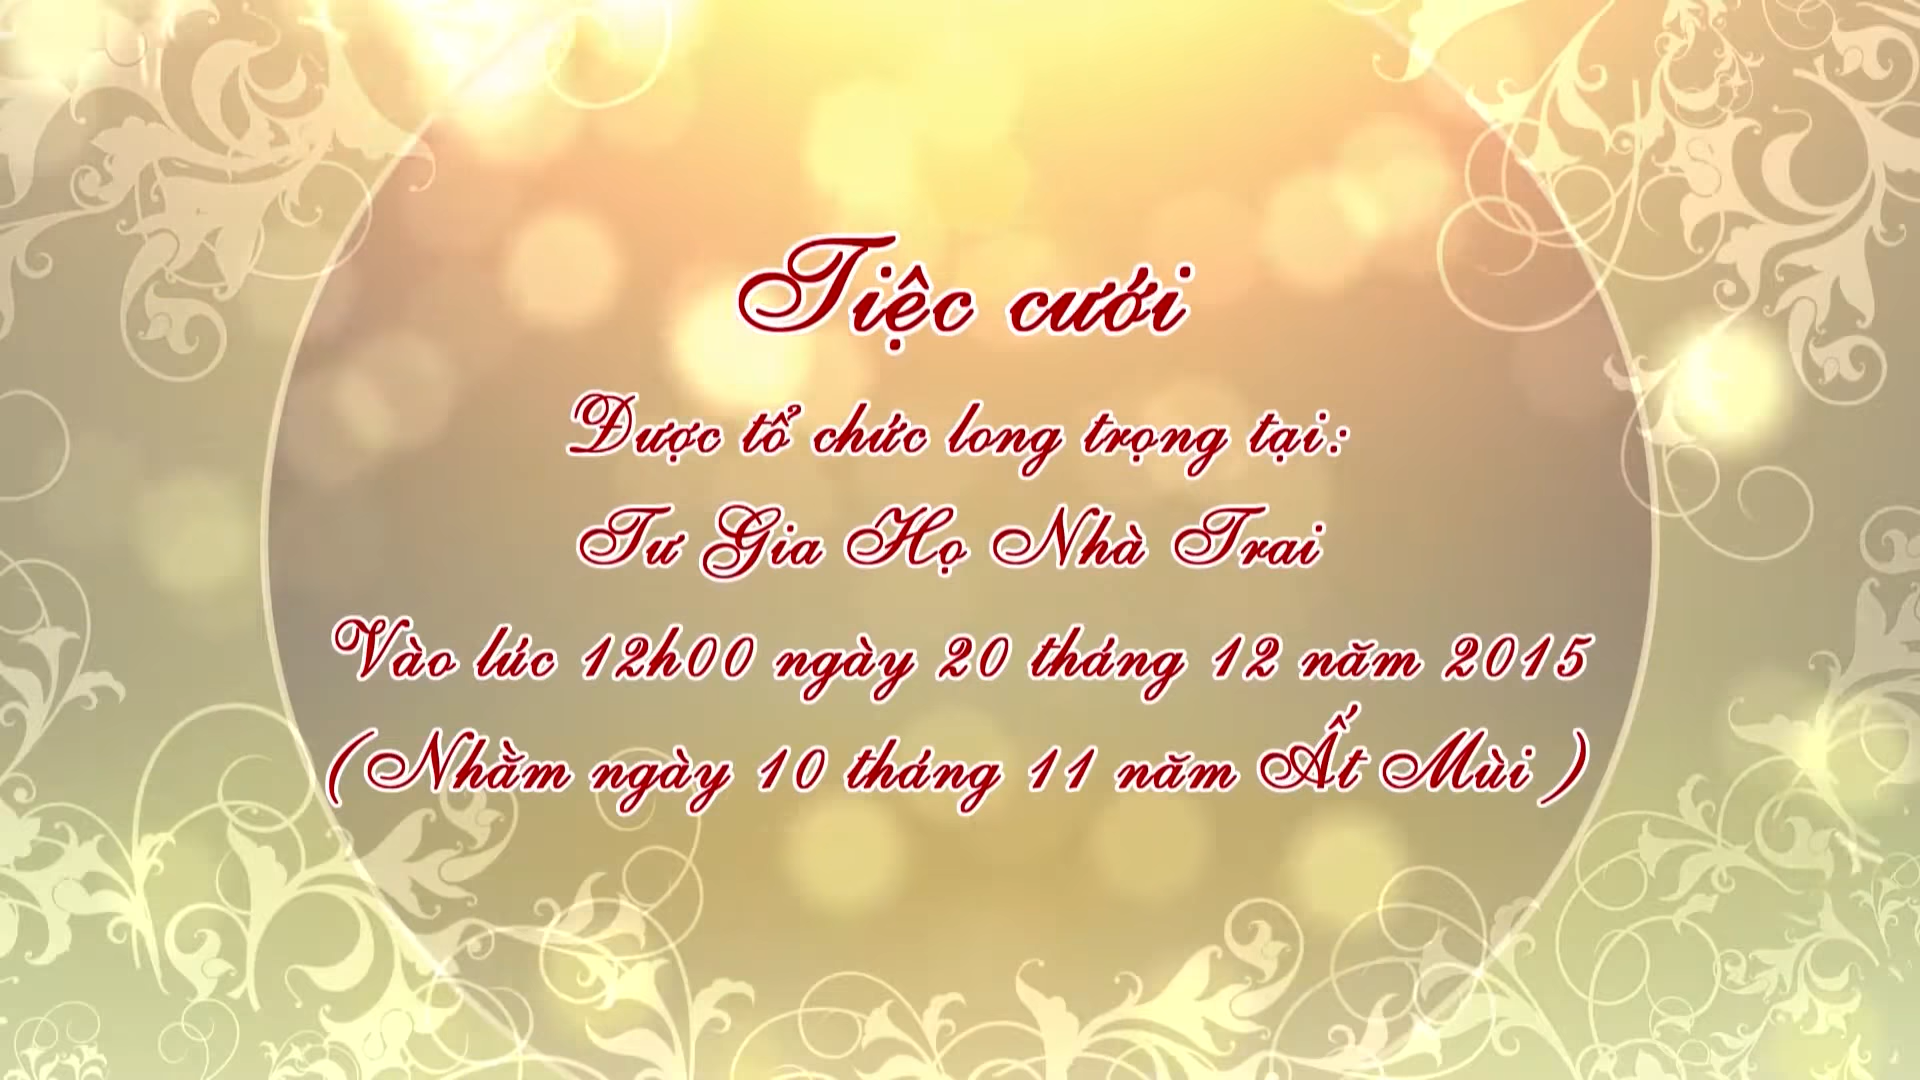 Tiệc cưới
Được tổ chức long trọng tại:
Tư Gia Họ Nhà Trai
Vào lúc 12h00 ngày 20 tháng 12 năm 2015
( Nhằm ngày 10 tháng 11 năm Ất Mùi )